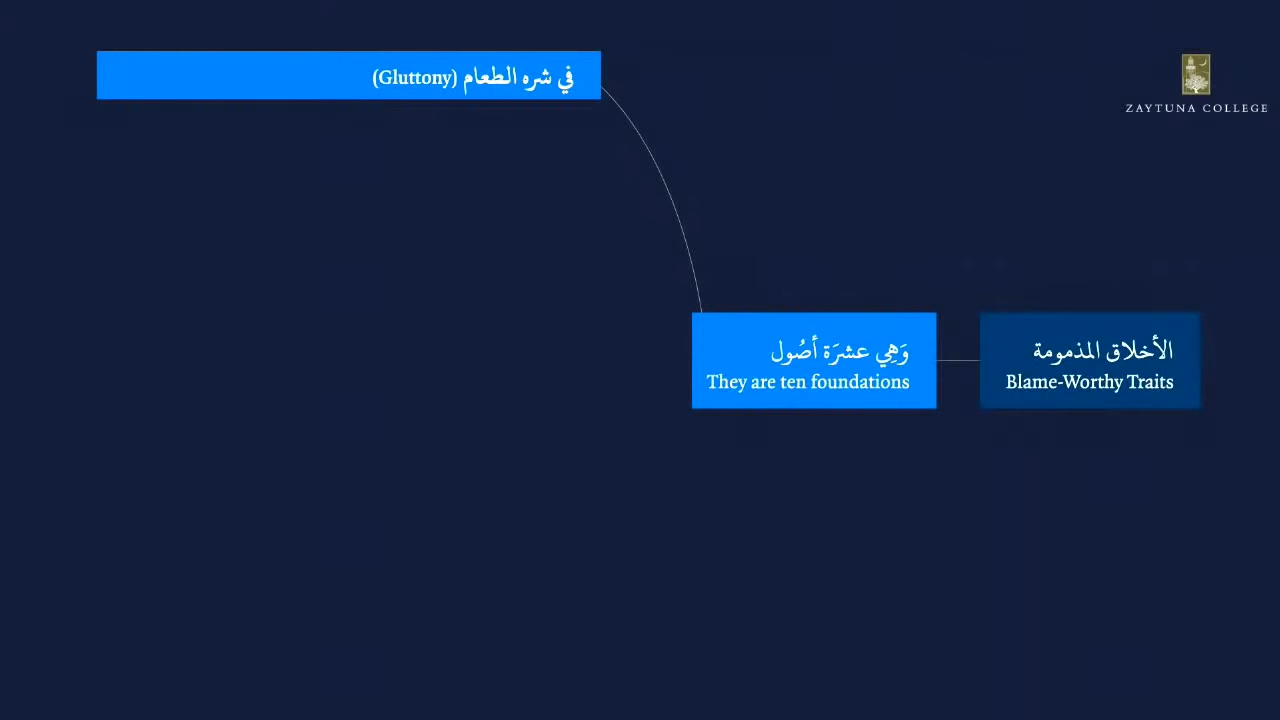 في شره الطعام (Gluttony)
ZAYTUNA COLLEGE
الأخلاق المذمومة
Blame-Worthy Traits
وَهِي عشرَة أصُول
They are ten foundations